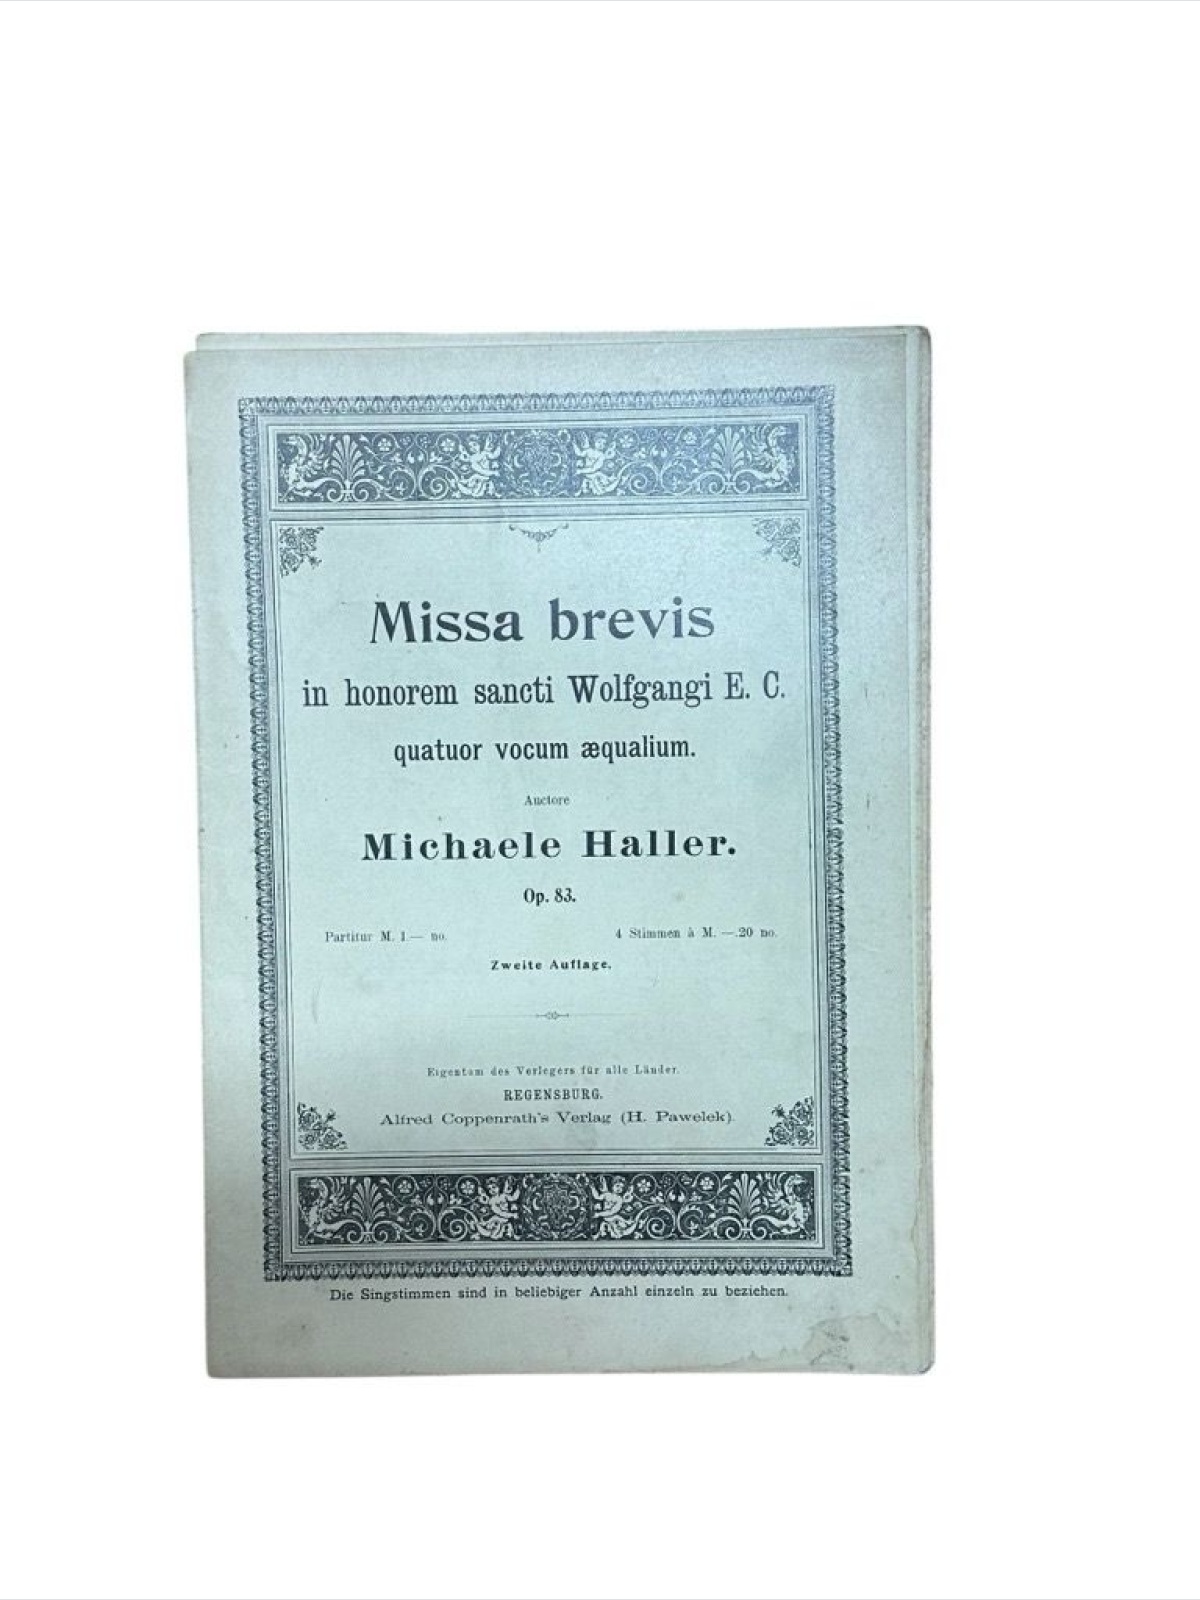 Missa brevis
in honorem sancti Wolfgangi E. C.
quatuor vocum æqualium.
Auctore
Michaele Haller.
Op. 83.
Partitur M. 1.— no. 4 Stimmen à M. —.20 no.
Zweite Auflage.
Eigentum des Verlegers für alle Länder.
REGENSBURG.
Alfred Coppenrath's Verlag (H. Pawelek).
Die Singstimmen sind in beliebiger Anzahl einzeln zu beziehen.